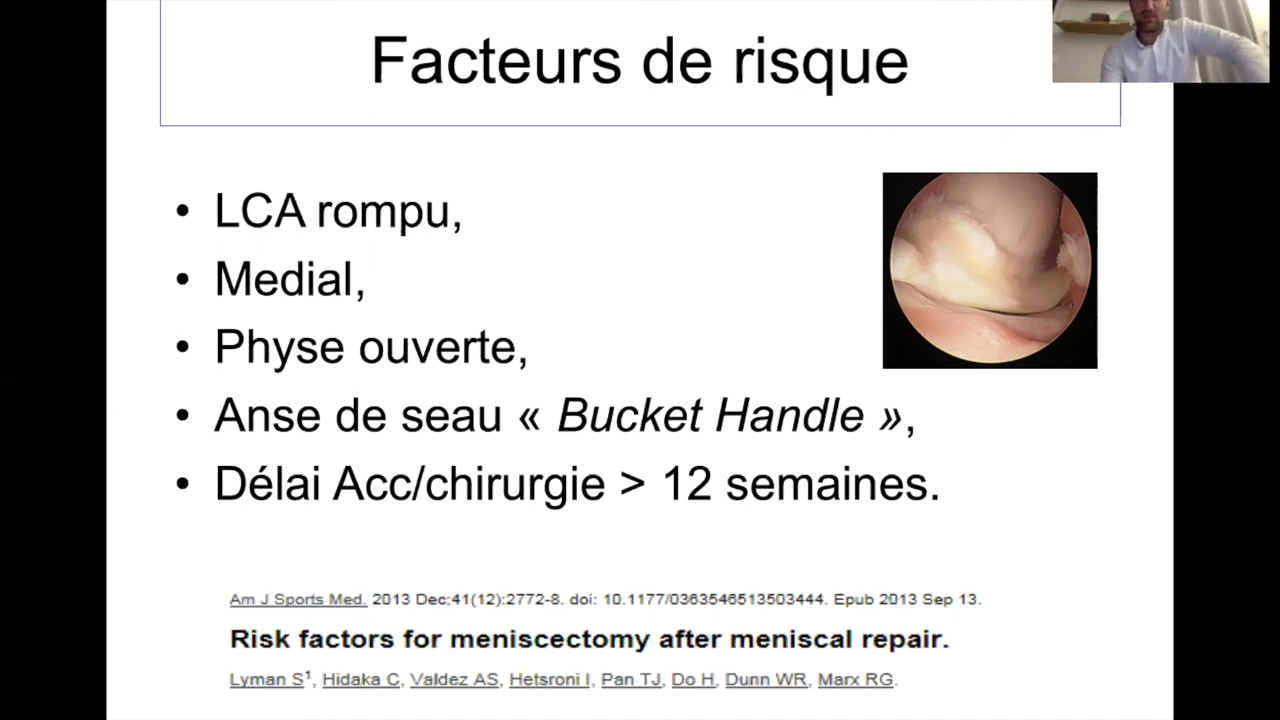 Facteurs de risque
• LCA rompu,
• Medial,
• Physe ouverte,
• Anse de seau « Bucket Handle »,
• Délai Acc/chirurgie > 12 semaines.
Am J Sports Med. 2013 Dec;41(12):2772-8. doi: 10.1177/0363546513503444. Epub 2013 Sep 13.
Risk factors for meniscectomy after meniscal repair.
Lyman S¹, Hidaka C, Valdez AS, Hetsroni I, Pan TJ, Do H, Dunn WR, Marx RG.